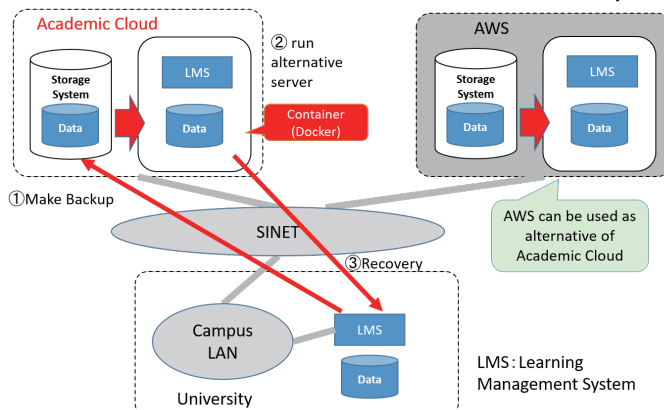 Academic Cloud
Storage
System
Data
LMS
Data
② run
alternative
server
Container
(Docker)
AWS
Storage
System
Data
LMS
Data
①Make Backup
SINET
AWS can be used as
alternative of
Academic Cloud
③Recovery
Campus
LAN
LMS
Data
University
LMS：Learning
Management System